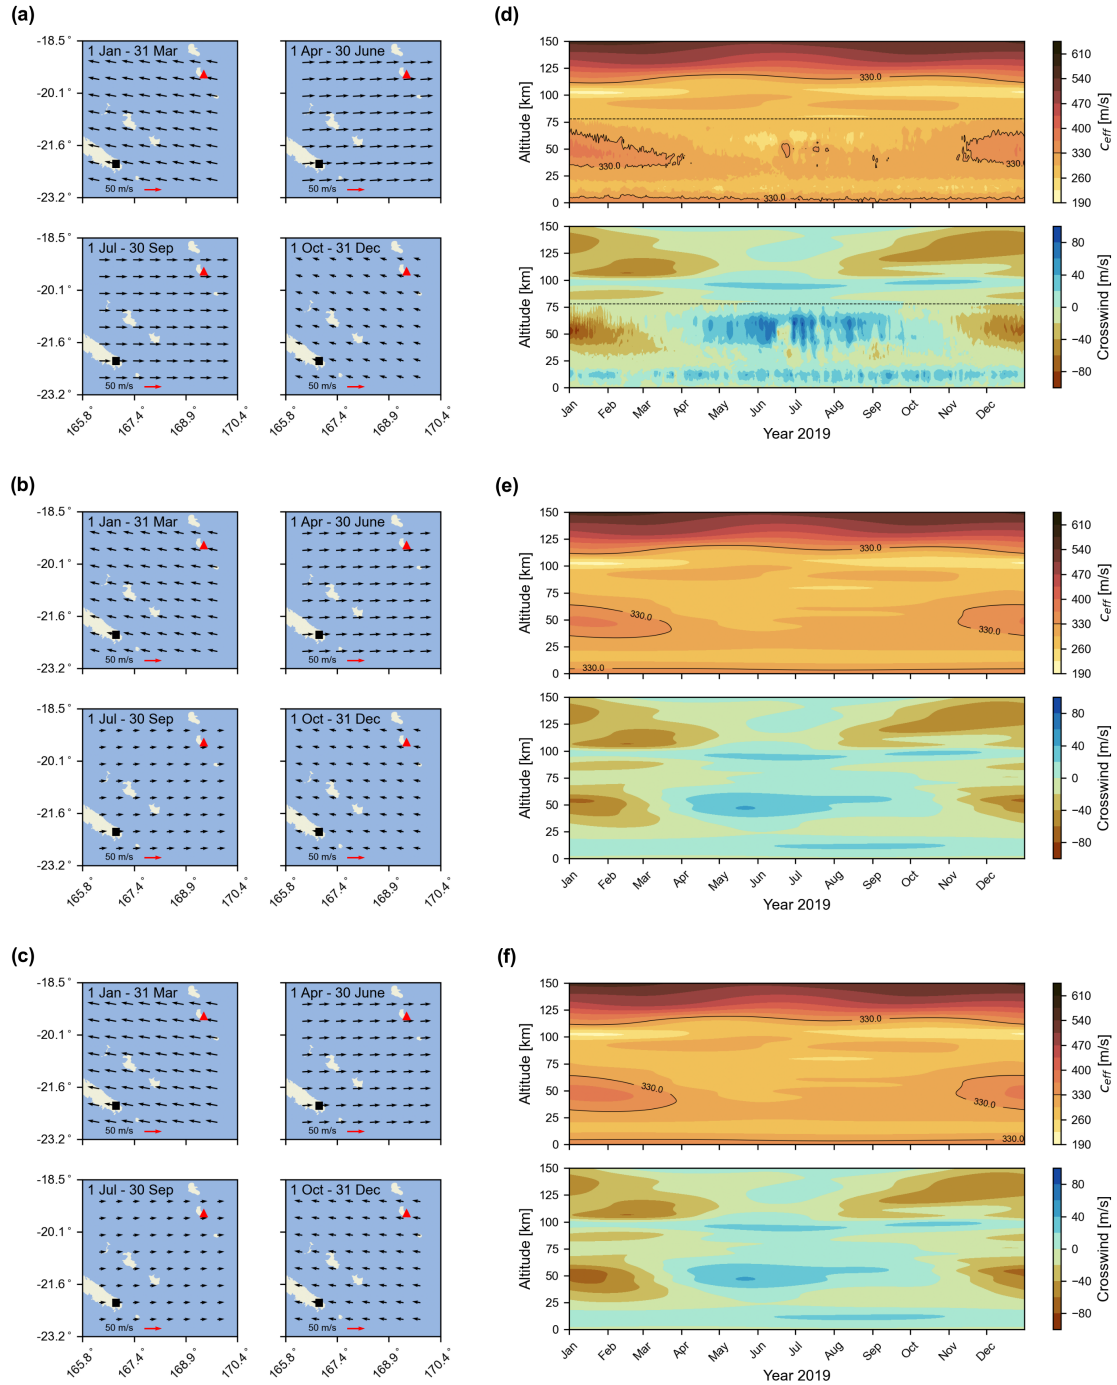 (a)
1 Jan - 31 Mar
1 Apr - 30 June
-18.5°
-20.1°
-21.6°
-23.2°
50 m/s
50 m/s
1 Jul - 30 Sep
1 Oct - 31 Dec
-18.5°
-20.1°
-21.6°
-23.2°
50 m/s
50 m/s
165.8°
167.4°
168.9°
170.4°
165.8°
167.4°
168.9°
170.4°
(d)
Altitude [km]
150
125
100
75
50
25
0
330.0
330.0
330.0
330.0
610
540
470
400
330
260
190
c_eff [m/s]
Altitude [km]
150
125
100
75
50
25
0
80
40
0
−40
−80
Crosswind [m/s]
Jan
Feb
Mar
Apr
May
Jun
Jul
Aug
Sep
Oct
Nov
Dec
Year 2019
(b)
1 Jan - 31 Mar
1 Apr - 30 June
-18.5°
-20.1°
-21.6°
-23.2°
50 m/s
50 m/s
1 Jul - 30 Sep
1 Oct - 31 Dec
-18.5°
-20.1°
-21.6°
-23.2°
50 m/s
50 m/s
165.8°
167.4°
168.9°
170.4°
165.8°
167.4°
168.9°
170.4°
(e)
Altitude [km]
150
125
100
75
50
25
0
330.0
330.0
330.0
330.0
610
540
470
400
330
260
190
c_eff [m/s]
Altitude [km]
150
125
100
75
50
25
0
80
40
0
−40
−80
Crosswind [m/s]
Jan
Feb
Mar
Apr
May
Jun
Jul
Aug
Sep
Oct
Nov
Dec
Year 2019
(c)
1 Jan - 31 Mar
1 Apr - 30 June
-18.5°
-20.1°
-21.6°
-23.2°
50 m/s
50 m/s
1 Jul - 30 Sep
1 Oct - 31 Dec
-18.5°
-20.1°
-21.6°
-23.2°
50 m/s
50 m/s
165.8°
167.4°
168.9°
170.4°
165.8°
167.4°
168.9°
170.4°
(f)
Altitude [km]
150
125
100
75
50
25
0
330.0
330.0
330.0
330.0
610
540
470
400
330
260
190
c_eff [m/s]
Altitude [km]
150
125
100
75
50
25
0
80
40
0
−40
−80
Crosswind [m/s]
Jan
Feb
Mar
Apr
May
Jun
Jul
Aug
Sep
Oct
Nov
Dec
Year 2019